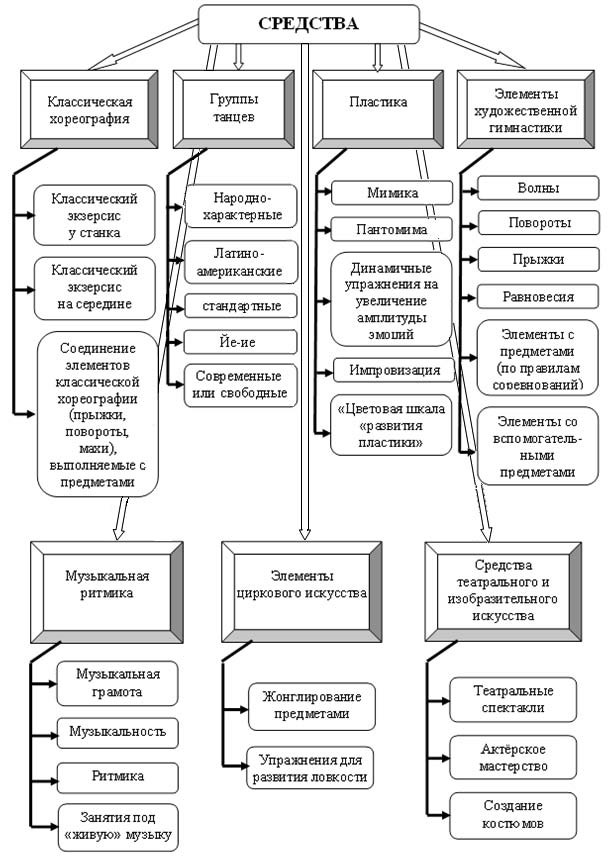 СРЕДСТВА
Классическая
хореография
Группы
танцев
Пластика
Элементы
художественной
гимнастики
Классический
экзерсис
у станка
Классический
экзерсис
на середине
Соединение
элементов
классической
хореографии
(прыжки,
повороты,
махи),
выполняемые с
предметами
Народно-
характерные
Латино-
американские
стандартные
Йе-ие
Современные
или свободные
Мимика
Пантомима
Динамичные
упражнения на
увеличение
амплитуды
эмоций
Импровизация
«Цветовая шкала
«развития
пластики»
Волны
Повороты
Прыжки
Равновесия
Элементы с
предметами
(по правилам
соревнований)
Элементы со
вспомогатель-
ными
предметами
Музыкальная
ритмика
Элементы
циркового искусства
Средства
театрального и
изобразительного
искусства
Музыкальная
грамота
Музыкальность
Ритмика
Занятия под
«живую» музыку
Жонглирование
предметами
Упражнения для
развития ловкости
Театральные
спектакли
Актёрское
мастерство
Создание
костюмов